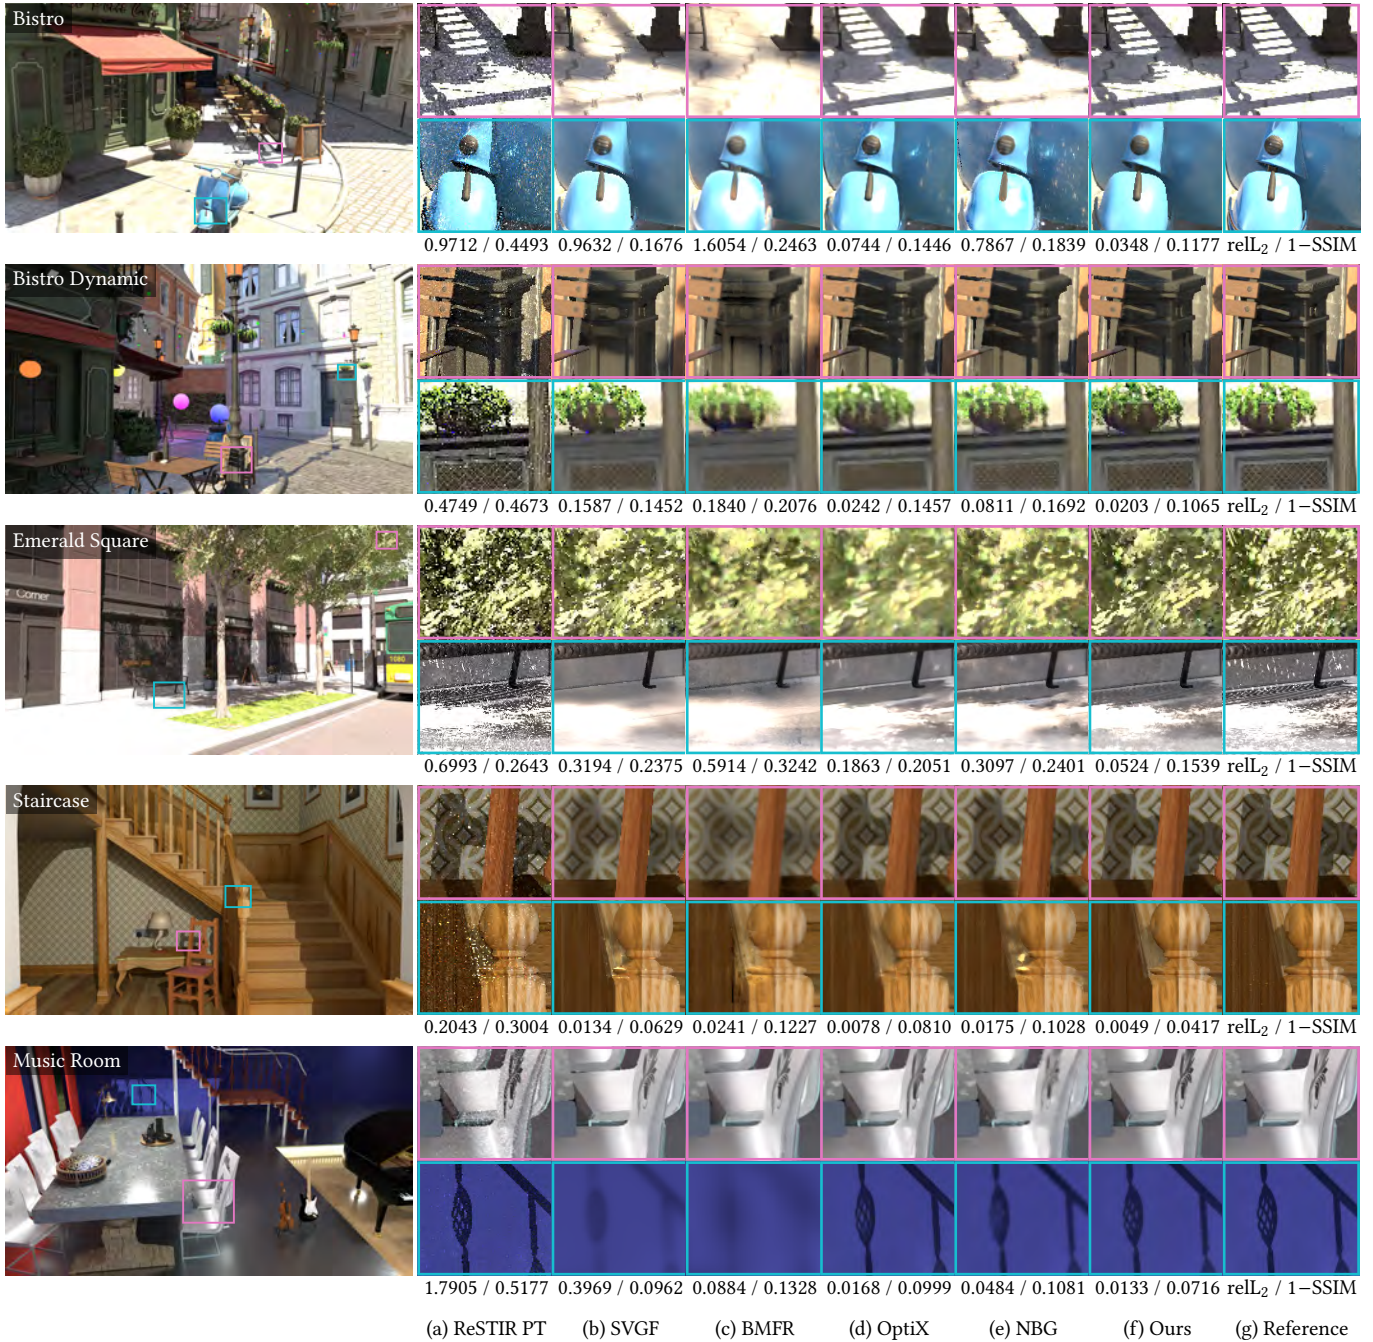 Bistro
0.9712 / 0.4493 0.9632 / 0.1676 1.6054 / 0.2463 0.0744 / 0.1446 0.7867 / 0.1839 0.0348 / 0.1177 relL₂ / 1−SSIM
Bistro Dynamic
0.4749 / 0.4673 0.1587 / 0.1452 0.1840 / 0.2076 0.0242 / 0.1457 0.0811 / 0.1692 0.0203 / 0.1065 relL₂ / 1−SSIM
Emerald Square
Corner
1080
0.6993 / 0.2643 0.3194 / 0.2375 0.5914 / 0.3242 0.1863 / 0.2051 0.3097 / 0.2401 0.0524 / 0.1539 relL₂ / 1−SSIM
Staircase
0.2043 / 0.3004 0.0134 / 0.0629 0.0241 / 0.1227 0.0078 / 0.0810 0.0175 / 0.1028 0.0049 / 0.0417 relL₂ / 1−SSIM
Music Room
1.7905 / 0.5177 0.3969 / 0.0962 0.0884 / 0.1328 0.0168 / 0.0999 0.0484 / 0.1081 0.0133 / 0.0716 relL₂ / 1−SSIM
(a) ReSTIR PT (b) SVGF (c) BMFR (d) OptiX (e) NBG (f) Ours (g) Reference